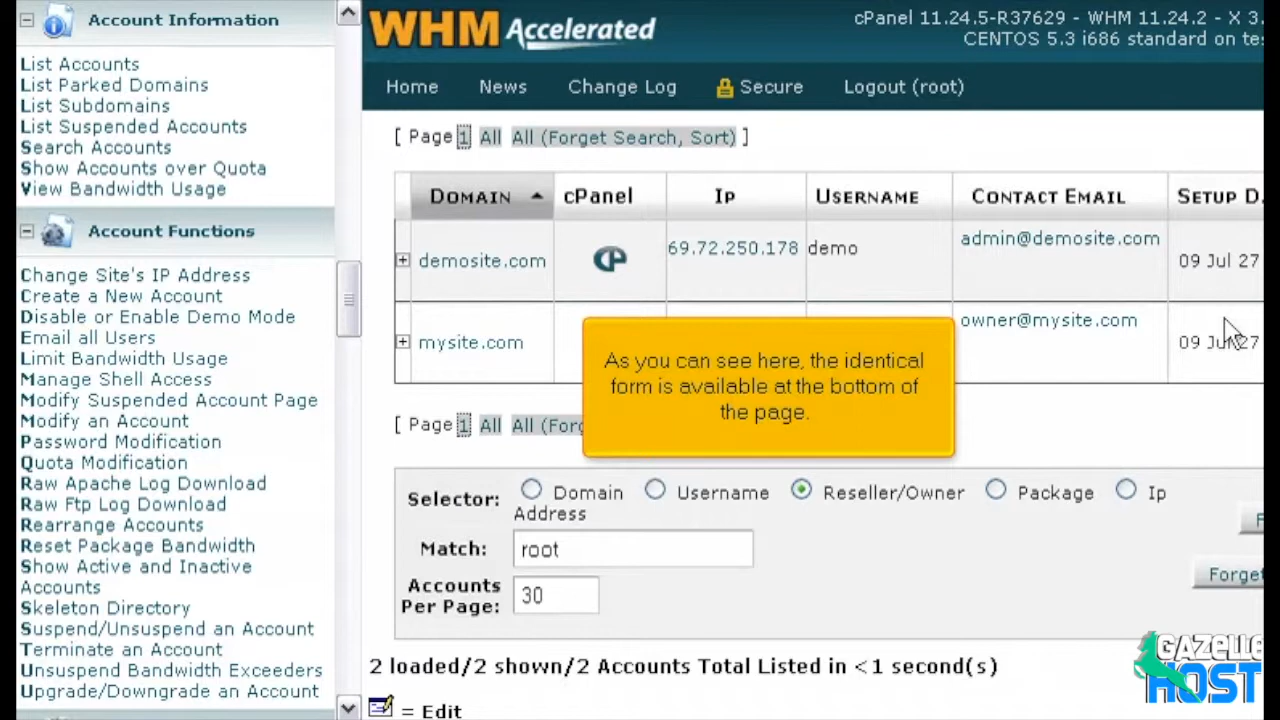 Account Information
List Accounts
List Parked Domains
List Subdomains
List Suspended Accounts
Search Accounts
Show Accounts over Quota
View Bandwidth Usage
Account Functions
Change Site's IP Address
Create a New Account
Disable or Enable Demo Mode
Email all Users
Limit Bandwidth Usage
Manage Shell Access
Modify Suspended Account Page
Modify an Account
Password Modification
Quota Modification
Raw Apache Log Download
Raw Ftp Log Download
Rearrange Accounts
Reset Package Bandwidth
Show Active and Inactive
Accounts
Skeleton Directory
Suspend/Unsuspend an Account
Terminate an Account
Unsuspend Bandwidth Exceeders
Upgrade/Downgrade an Account
WHM Accelerated
cPanel 11.24.5-R37629 - WHM 11.24.2 - X 3.
CENTOS 5.3 i686 standard on
Home News Change Log Secure Logout (root)
[ Page 1 All All (Forget Search, Sort) ]
DOMAIN cPanel IP USERNAME CONTACT EMAIL SETUP D
demosite.com cP 69.72.250.178 demo admin@demosite.com 09 Jul 27
mysite.com owner@mysite.com 09 Jul 27
As you can see here, the identical
form is available at the bottom of
the page.
[ Page 1 All All
Selector: Domain Username Reseller/Owner Package Ip
Address
Match: root
Accounts
Per Page: 30
Forget
2 loaded/2 shown/2 Accounts Total Listed in <1 second(s)
= Edit
GAZELLE
HOST